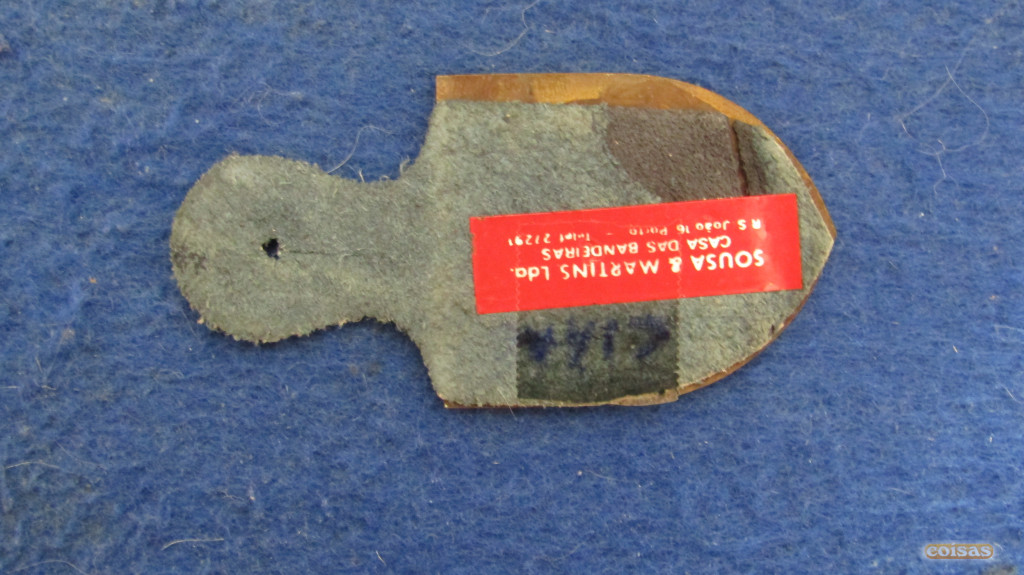 SOUSA & MARTINS Lda.
CASA DAS BANDEIRAS
R S João 16 Porto - Telef 27291
coisas